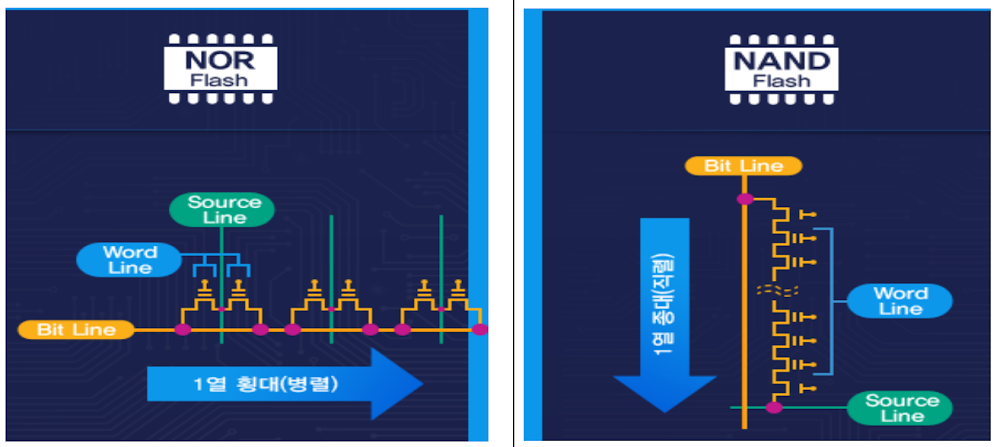 NOR
Flash
Source
Line
Word
Line
Bit Line
1열 횡대(병렬)
NAND
Flash
Bit Line
1열 종대(직렬)
Word
Line
Source
Line